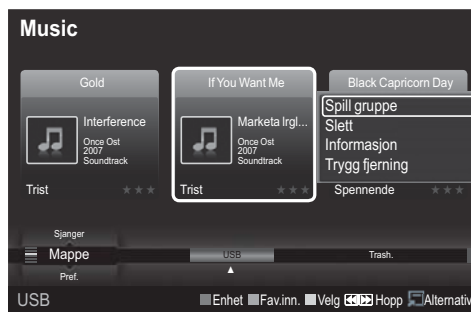 Music
Gold
If You Want Me
Black Capricorn Day
Interference
Once Ost
2007
Soundtrack
Trist
Marketa Irgl...
Once Ost
2007
Soundtrack
Trist
Spill gruppe
Slett
Informasjon
Trygg fjerning
Spennende
Sjanger
Mappe
Pref.
USB
Trash.
USB
Enhet Fav.inn. Velg Hopp Alternativ